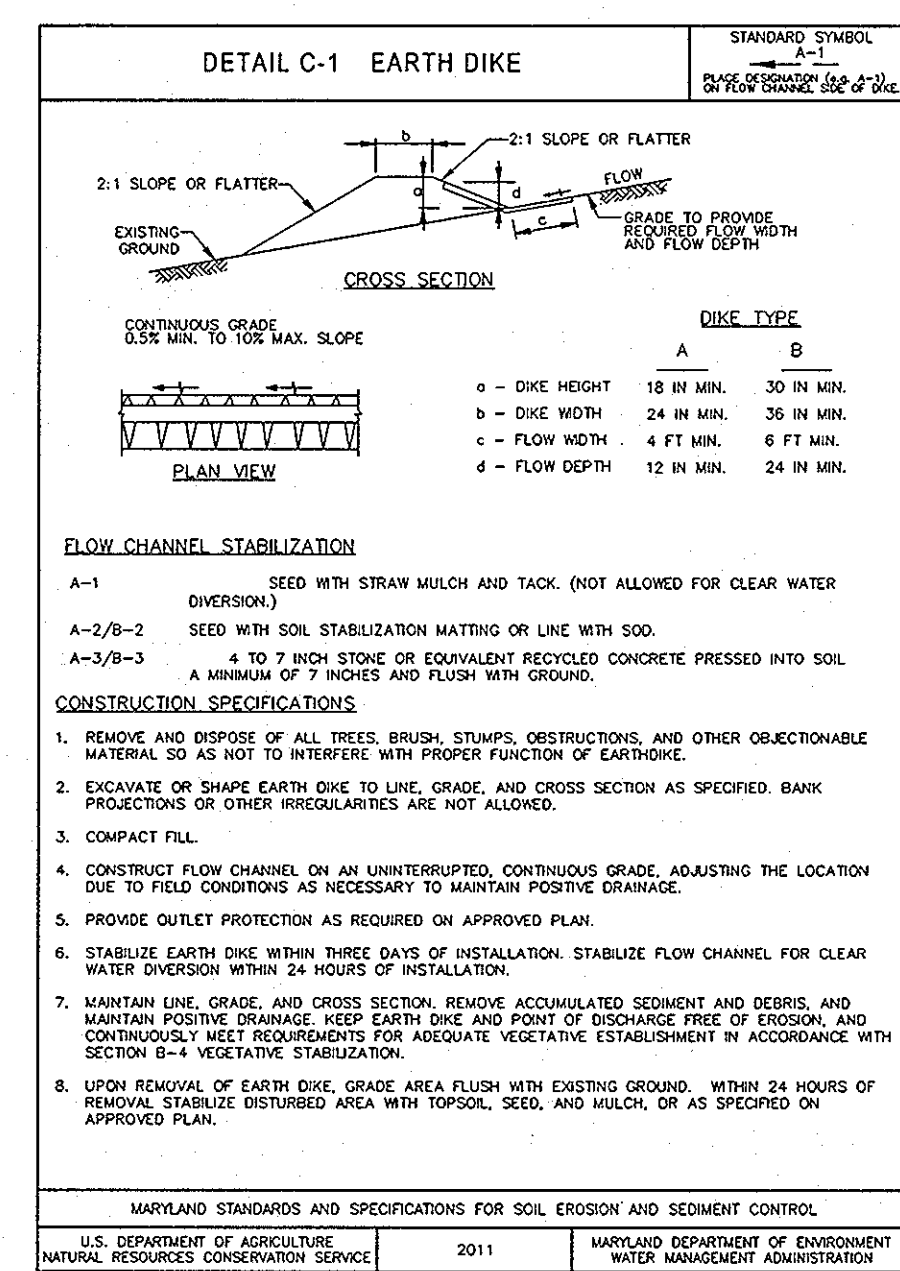 DETAIL C-1 EARTH DIKE
STANDARD SYMBOL
A-1
PLACE DESIGNATION (e.g. A-1)
ON FLOW CHANNEL SIDE OF DIKE.
b
2:1 SLOPE OR FLATTER
2:1 SLOPE OR FLATTER
a
d
FLOW
c
GRADE TO PROVIDE
REQUIRED FLOW WIDTH
AND FLOW DEPTH
EXISTING
GROUND
CROSS SECTION
CONTINUOUS GRADE
0.5% MIN. TO 10% MAX. SLOPE
PLAN VIEW
DIKE TYPE
A B
a - DIKE HEIGHT 18 IN MIN. 30 IN MIN.
b - DIKE WIDTH 24 IN MIN. 36 IN MIN.
c - FLOW WIDTH 4 FT MIN. 6 FT MIN.
d - FLOW DEPTH 12 IN MIN. 24 IN MIN.
FLOW CHANNEL STABILIZATION
A-1 SEED WITH STRAW MULCH AND TACK. (NOT ALLOWED FOR CLEAR WATER
DIVERSION.)
A-2/B-2 SEED WITH SOIL STABILIZATION MATTING OR LINE WITH SOD.
A-3/B-3 4 TO 7 INCH STONE OR EQUIVALENT RECYCLED CONCRETE PRESSED INTO SOIL
A MINIMUM OF 7 INCHES AND FLUSH WITH GROUND.
CONSTRUCTION SPECIFICATIONS
1. REMOVE AND DISPOSE OF ALL TREES, BRUSH, STUMPS, OBSTRUCTIONS, AND OTHER OBJECTIONABLE
MATERIAL SO AS NOT TO INTERFERE WITH PROPER FUNCTION OF EARTHDIKE.
2. EXCAVATE OR SHAPE EARTH DIKE TO LINE, GRADE, AND CROSS SECTION AS SPECIFIED. BANK
PROJECTIONS OR OTHER IRREGULARITIES ARE NOT ALLOWED.
3. COMPACT FILL.
4. CONSTRUCT FLOW CHANNEL ON AN UNINTERRUPTED, CONTINUOUS GRADE, ADJUSTING THE LOCATION
DUE TO FIELD CONDITIONS AS NECESSARY TO MAINTAIN POSITIVE DRAINAGE.
5. PROVIDE OUTLET PROTECTION AS REQUIRED ON APPROVED PLAN.
6. STABILIZE EARTH DIKE WITHIN THREE DAYS OF INSTALLATION. STABILIZE FLOW CHANNEL FOR CLEAR
WATER DIVERSION WITHIN 24 HOURS OF INSTALLATION.
7. MAINTAIN LINE, GRADE, AND CROSS SECTION. REMOVE ACCUMULATED SEDIMENT AND DEBRIS, AND
MAINTAIN POSITIVE DRAINAGE. KEEP EARTH DIKE AND POINT OF DISCHARGE FREE OF EROSION, AND
CONTINUOUSLY MEET REQUIREMENTS FOR ADEQUATE VEGETATIVE ESTABLISHMENT IN ACCORDANCE WITH
SECTION B-4 VEGETATIVE STABILIZATION.
8. UPON REMOVAL OF EARTH DIKE, GRADE AREA FLUSH WITH EXISTING GROUND. WITHIN 24 HOURS OF
REMOVAL STABILIZE DISTURBED AREA WITH TOPSOIL, SEED, AND MULCH, OR AS SPECIFIED ON
APPROVED PLAN.
MARYLAND STANDARDS AND SPECIFICATIONS FOR SOIL EROSION AND SEDIMENT CONTROL
U.S. DEPARTMENT OF AGRICULTURE
NATURAL RESOURCES CONSERVATION SERVICE
2011
MARYLAND DEPARTMENT OF ENVIRONMENT
WATER MANAGEMENT ADMINISTRATION